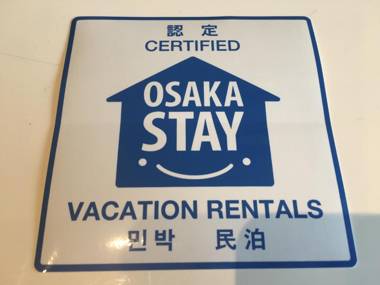 認定
CERTIFIED
OSAKA
STAY
VACATION RENTALS
민박 民泊